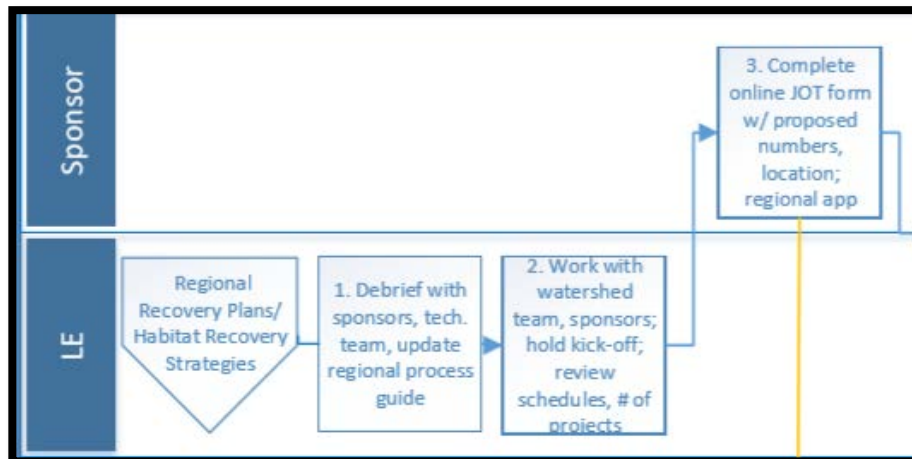 Sponsor
3. Complete
online JOT form
w/ proposed
numbers,
location;
regional app
LE
Regional
Recovery Plans/
Habitat Recovery
Strategies
1. Debrief with
sponsors, tech.
team, update
regional process
guide
2. Work with
watershed
team, sponsors;
hold kick-off;
review
schedules, # of
projects